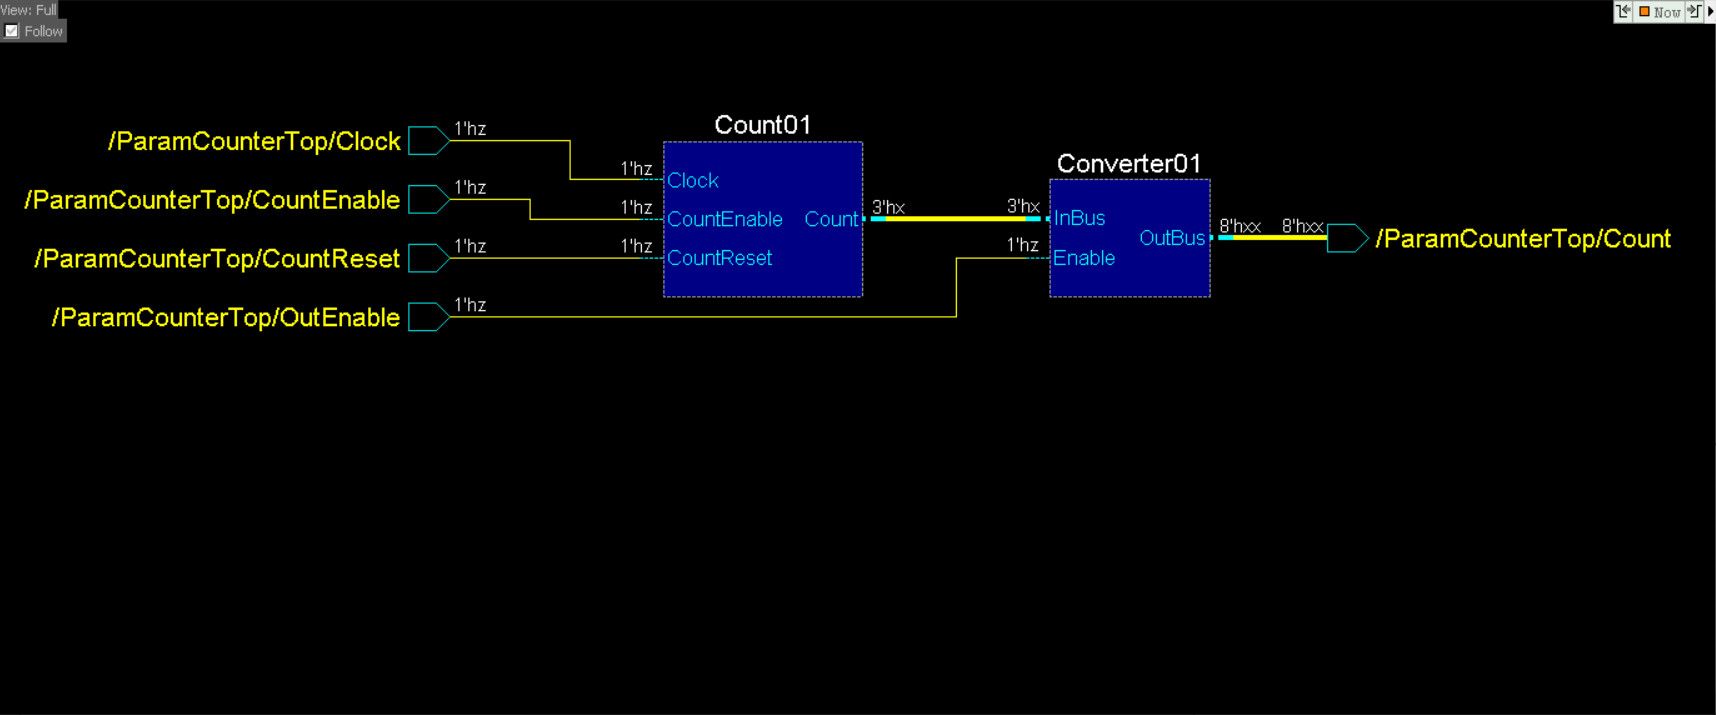 View: Full
Follow
Now
Count01
/ParamCounterTop/Clock 1'hz
1'hz Clock
Converter01
/ParamCounterTop/CountEnable 1'hz
1'hz CountEnable Count 3'hx
3'hx InBus
OutBus 8'hxx 8'hxx /ParamCounterTop/Count
/ParamCounterTop/CountReset 1'hz
1'hz CountReset
1'hz Enable
/ParamCounterTop/OutEnable 1'hz